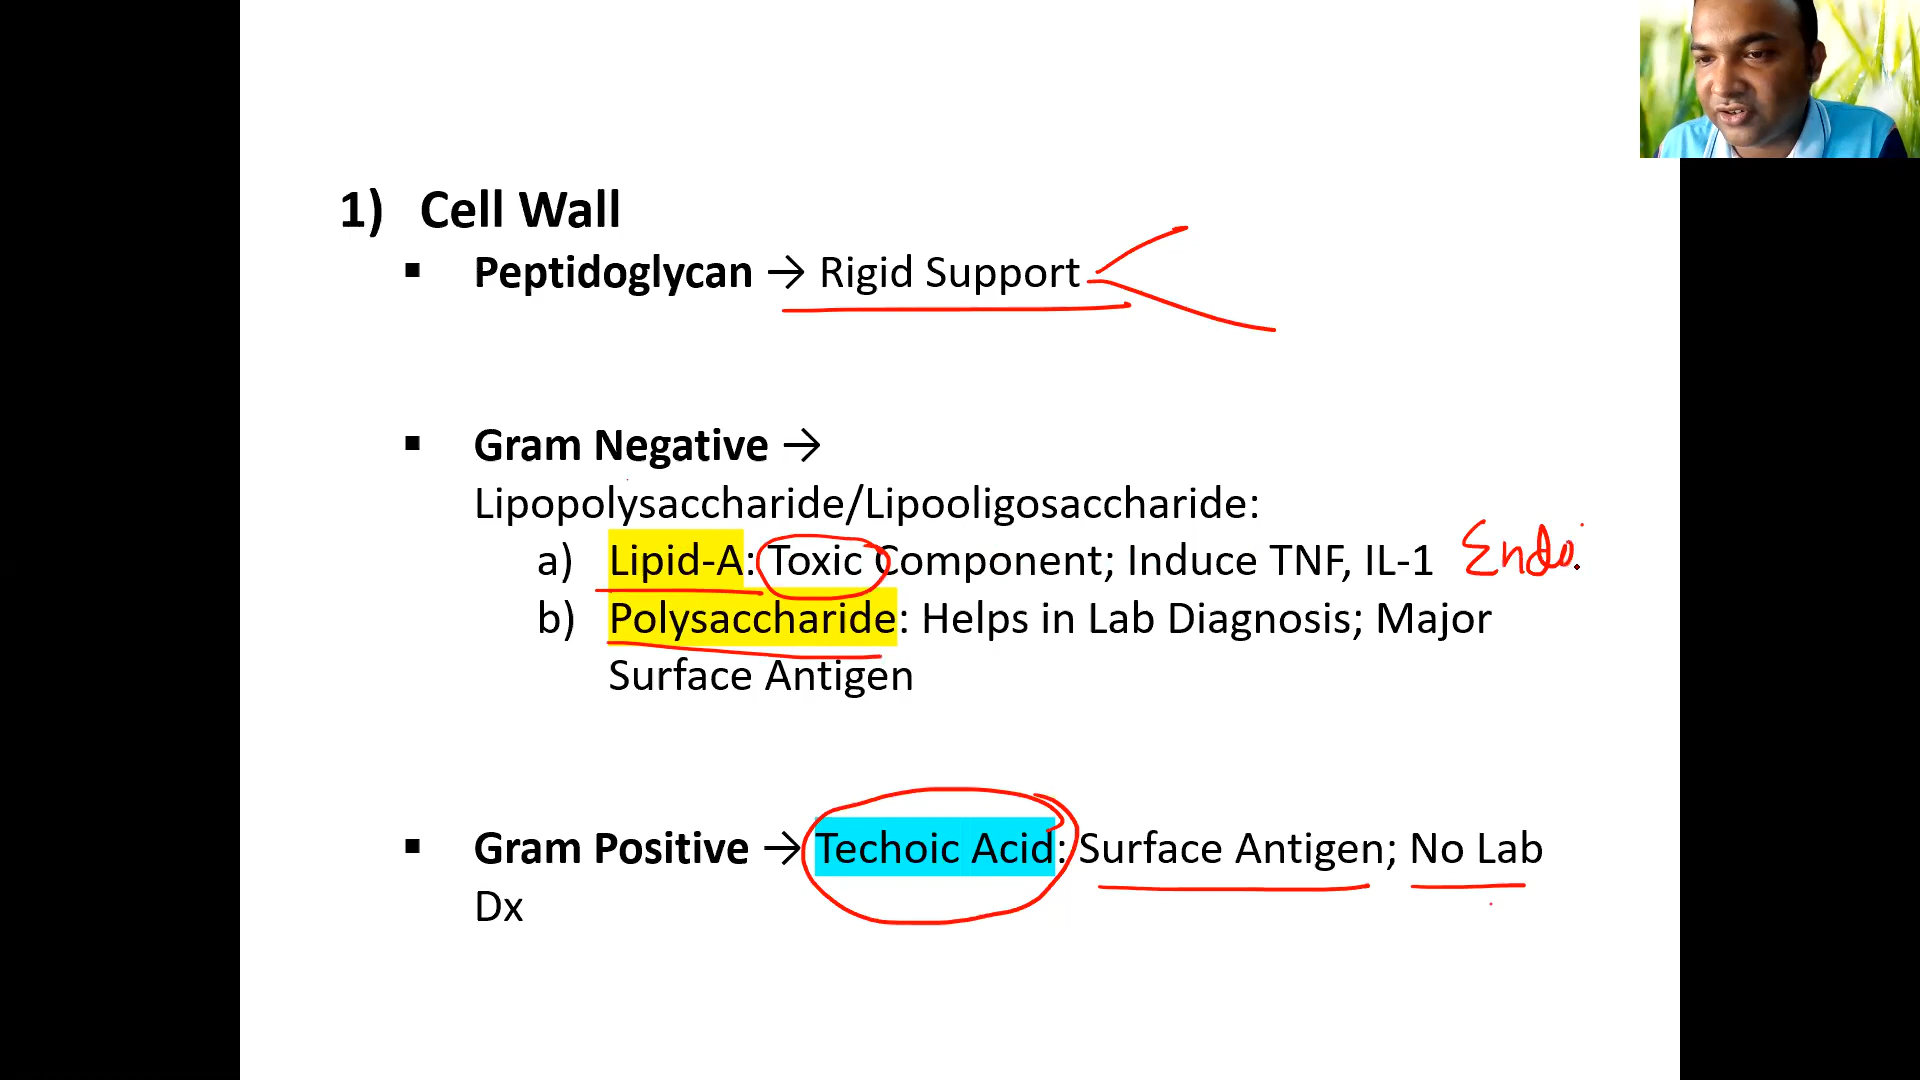 1) Cell Wall
▪ Peptidoglycan → Rigid Support
▪ Gram Negative →
Lipopolysaccharide/Lipooligosaccharide:
a) Lipid-A: Toxic Component; Induce TNF, IL-1 Endo
b) Polysaccharide: Helps in Lab Diagnosis; Major
Surface Antigen
▪ Gram Positive → Techoic Acid: Surface Antigen; No Lab
Dx